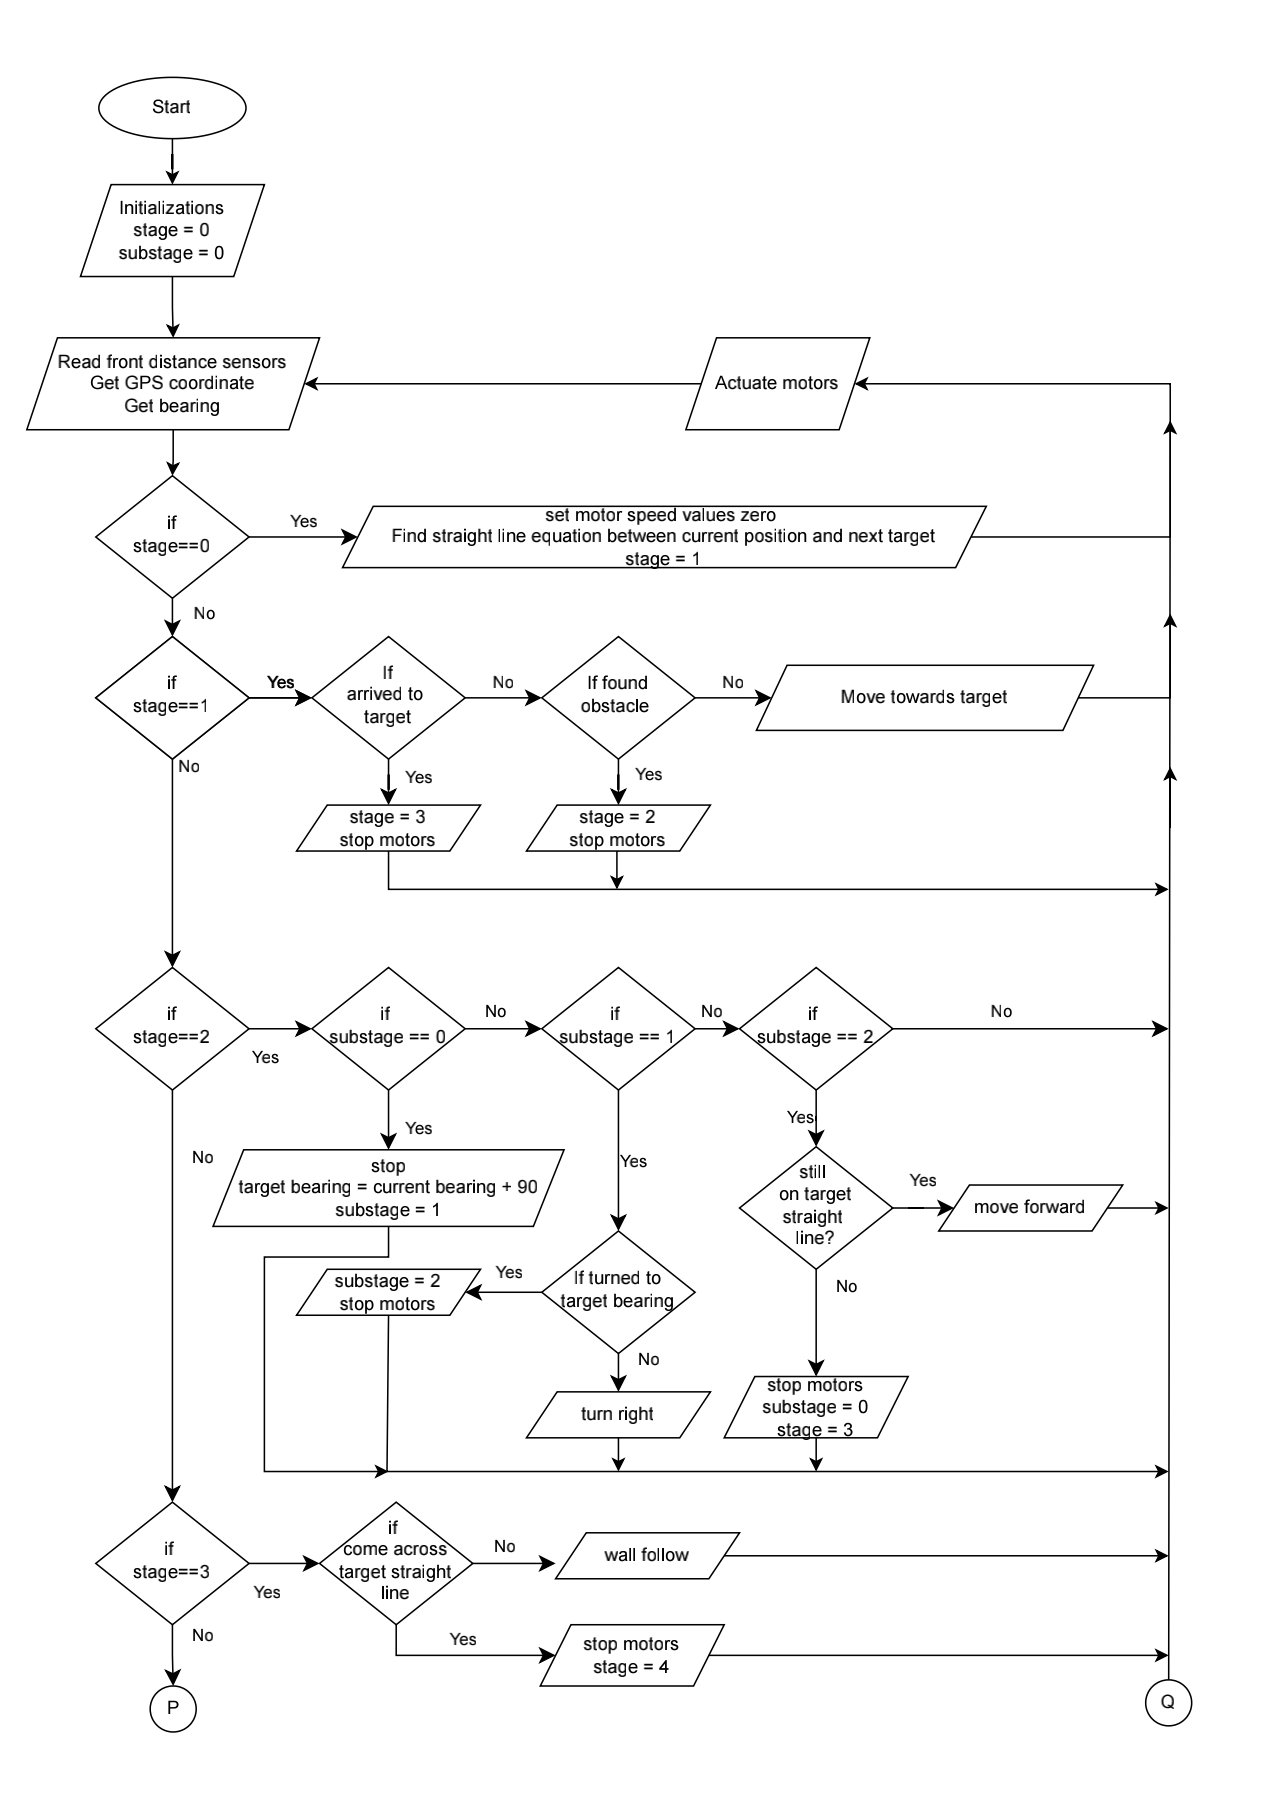 Start
Initializations
stage = 0
substage = 0
Read front distance sensors
Get GPS coordinate
Get bearing
Actuate motors
if
stage==0
Yes
set motor speed values zero
Find straight line equation between current position and next target
stage = 1
No
if
stage==1
Yes
If
arrived to
target
No
If found
obstacle
No
Move towards target
No
Yes
Yes
stage = 3
stop motors
stage = 2
stop motors
if
stage==2
Yes
if
substage == 0
No
if
substage == 1
No
if
substage == 2
No
Yes
No
stop
target bearing = current bearing + 90
substage = 1
Yes
Yes
still
on target
straight
line?
Yes
move forward
substage = 2
stop motors
Yes
If turned to
target bearing
No
No
turn right
stop motors
substage = 0
stage = 3
if
stage==3
Yes
if
come across
target straight
line
No
wall follow
No
Yes
stop motors
stage = 4
P
Q